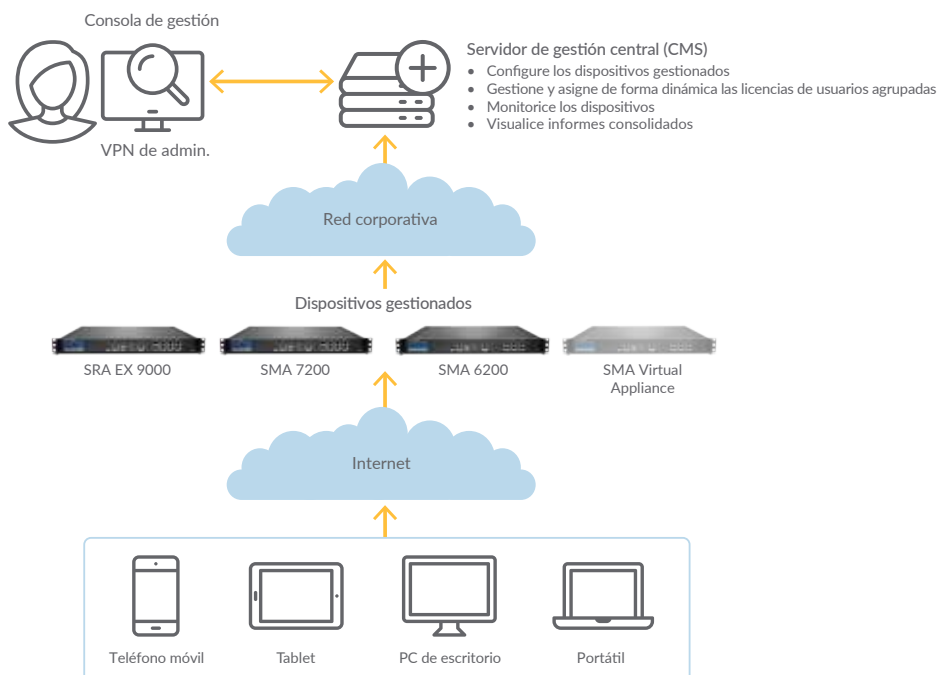 Consola de gestión
VPN de admin.
Servidor de gestión central (CMS)
• Configure los dispositivos gestionados
• Gestione y asigne de forma dinámica las licencias de usuarios agrupadas
• Monitorice los dispositivos
• Visualice informes consolidados
Red corporativa
Dispositivos gestionados
SRA EX 9000
SMA 7200
SMA 6200
SMA Virtual
Appliance
Internet
Teléfono móvil
Tablet
PC de escritorio
Portátil